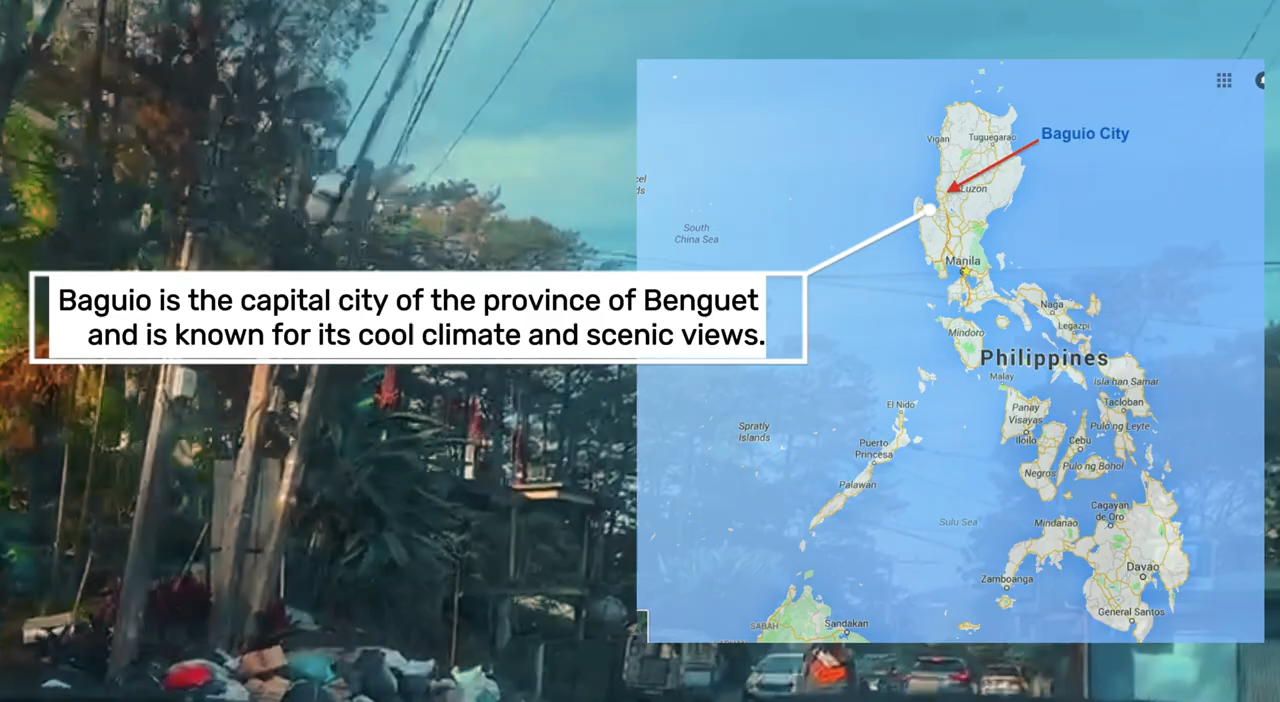 Baguio City
Vigan
Tuguegarao
Luzon
South
China Sea
Manila
Baguio is the capital city of the province of Benguet
and is known for its cool climate and scenic views.
Naga
Legazpi
Mindoro
Philippines
Malay
Isla han Samar
Tacloban
El Nido
Panay
Visayas
Pulo ng Leyte
Spratly
Islands
Iloilo
Cebu
Puerto
Princesa
Pulo ng Bohol
Negros
Palawan
Cagayan
de Oro
Sulu Sea
Mindanao
Davao
Zamboanga
General Santos
SABAH
Sandakan